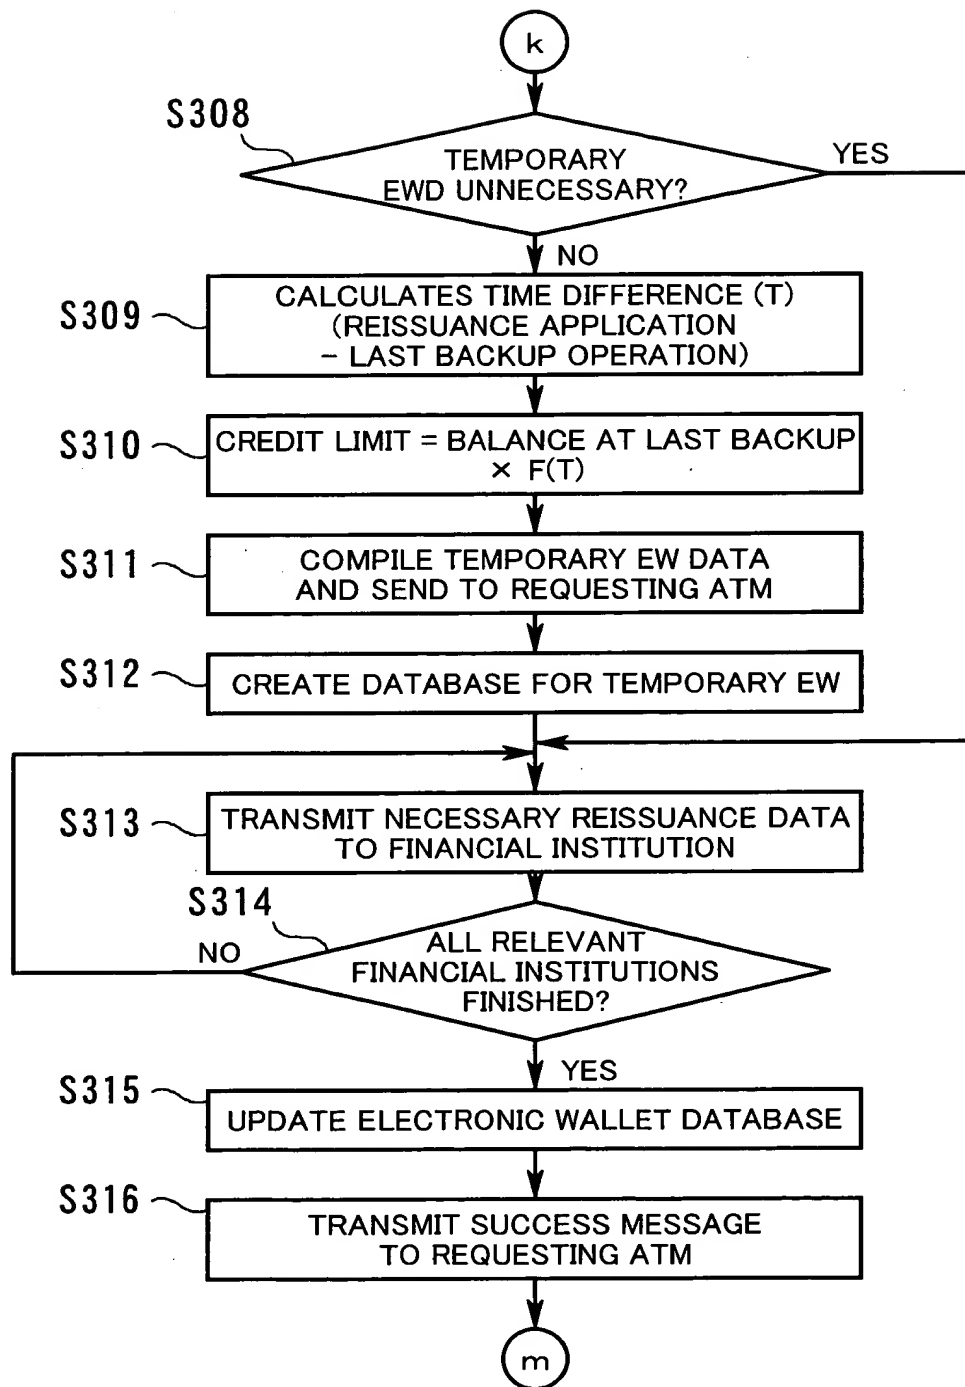 k
S308
TEMPORARY
EWD UNNECESSARY?
YES
NO
S309
CALCULATES TIME DIFFERENCE (T)
(REISSUANCE APPLICATION
– LAST BACKUP OPERATION)
S310
CREDIT LIMIT = BALANCE AT LAST BACKUP
× F(T)
S311
COMPILE TEMPORARY EW DATA
AND SEND TO REQUESTING ATM
S312
CREATE DATABASE FOR TEMPORARY EW
S313
TRANSMIT NECESSARY REISSUANCE DATA
TO FINANCIAL INSTITUTION
S314
NO
ALL RELEVANT
FINANCIAL INSTITUTIONS
FINISHED?
YES
S315
UPDATE ELECTRONIC WALLET DATABASE
S316
TRANSMIT SUCCESS MESSAGE
TO REQUESTING ATM
m